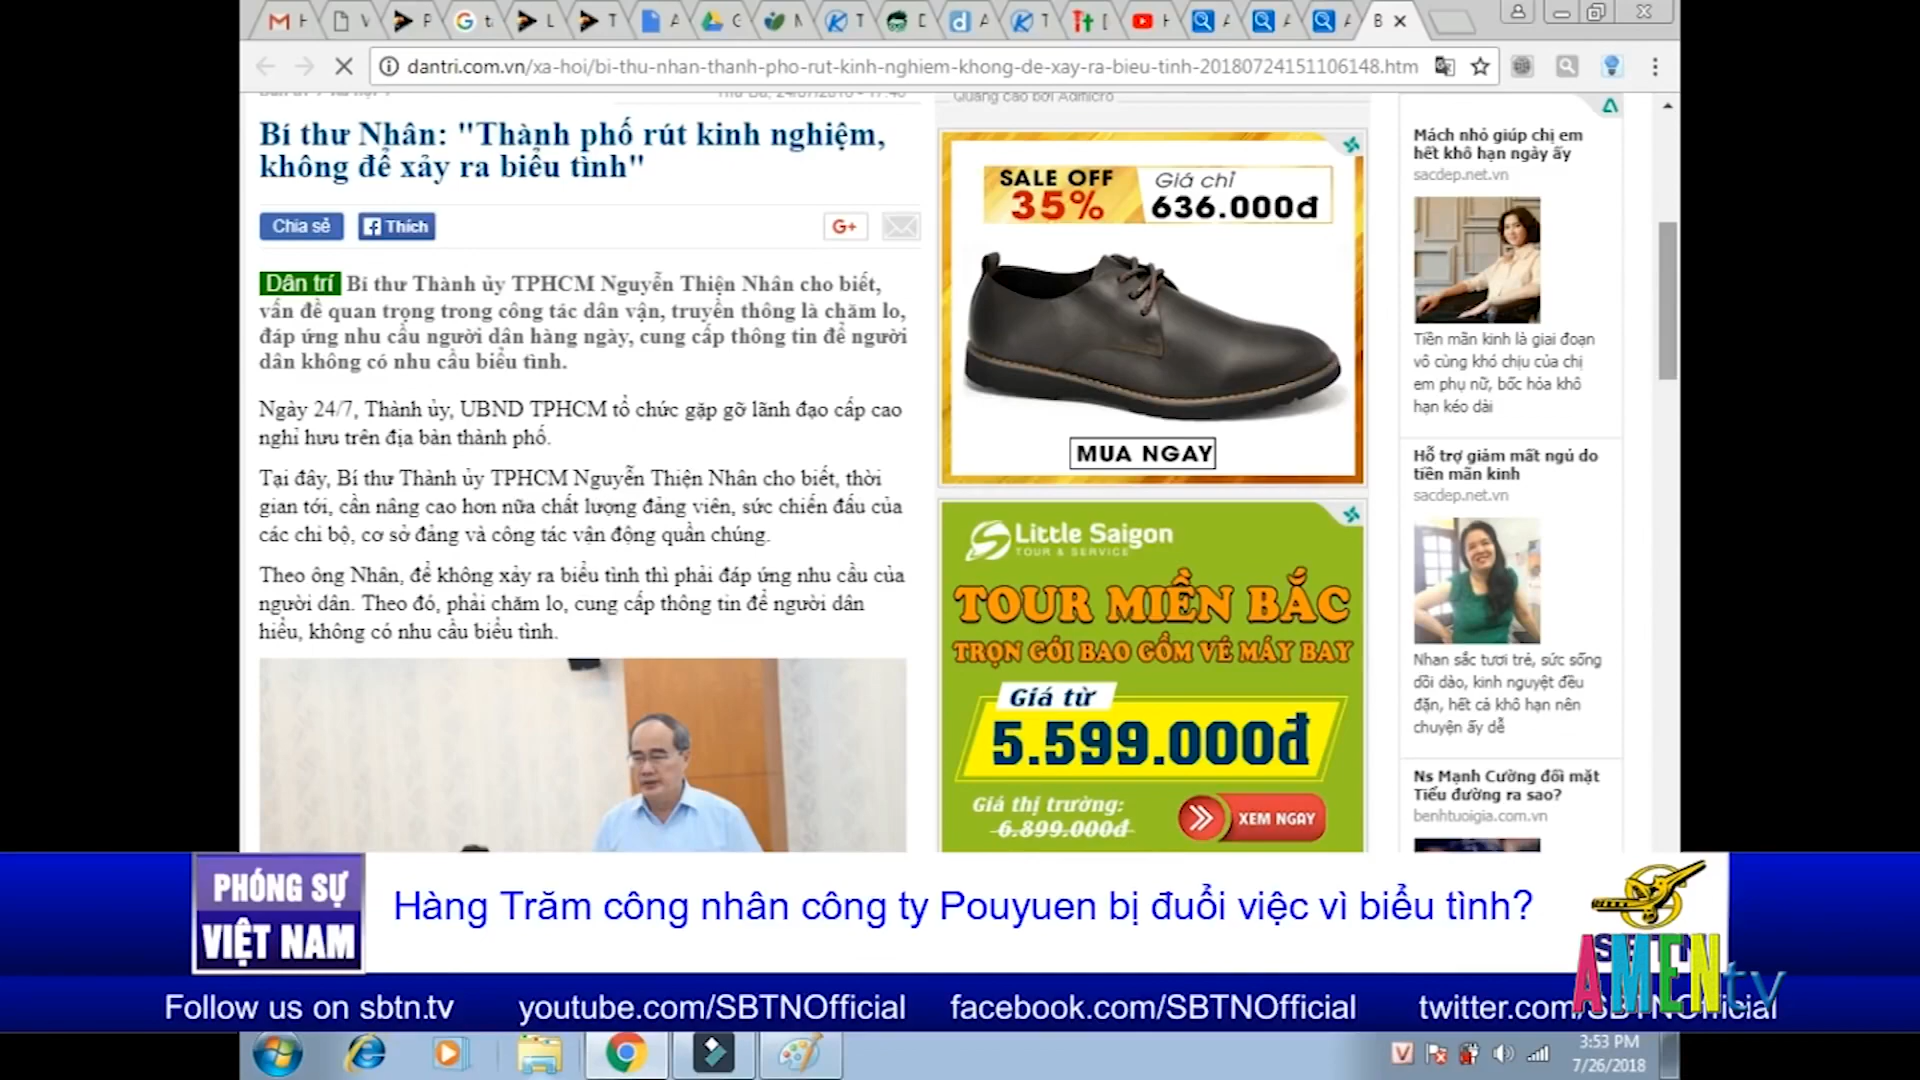 dantri.com.vn/xa-hoi/bi-thu-nhan-thanh-pho-rut-kinh-nghiem-khong-de-xay-ra-bieu-tinh-20180724151106148.htm
Quảng cáo bởi Admicro
Bí thư Nhân: "Thành phố rút kinh nghiệm,
không để xảy ra biểu tình"
Chia sẻ
Thích
G+
Dân trí Bí thư Thành ủy TPHCM Nguyễn Thiện Nhân cho biết,
vấn đề quan trọng trong công tác dân vận, truyền thông là chăm lo,
đáp ứng nhu cầu người dân hàng ngày, cung cấp thông tin để người
dân không có nhu cầu biểu tình.
Ngày 24/7, Thành ủy, UBND TPHCM tổ chức gặp gỡ lãnh đạo cấp cao
nghỉ hưu trên địa bàn thành phố.
Tại đây, Bí thư Thành ủy TPHCM Nguyễn Thiện Nhân cho biết, thời
gian tới, cần nâng cao hơn nữa chất lượng đảng viên, sức chiến đấu của
các chi bộ, cơ sở đảng và công tác vận động quần chúng.
Theo ông Nhân, để không xảy ra biểu tình thì phải đáp ứng nhu cầu của
người dân. Theo đó, phải chăm lo, cung cấp thông tin để người dân
hiểu, không có nhu cầu biểu tình.
SALE OFF
35%
Giá chỉ
636.000đ
MUA NGAY
Little Saigon
TOUR & SERVICE
TOUR MIỀN BẮC
TRỌN GÓI BAO GỒM VÉ MÁY BAY
Giá từ
5.599.000đ
Giá thị trường:
6.899.000đ
XEM NGAY
Mách nhỏ giúp chị em
hết khô hạn ngày ấy
sacdep.net.vn
Tiền mãn kinh là giai đoạn
vô cùng khó chịu của chị
em phụ nữ, bốc hỏa khô
hạn kéo dài
Hỗ trợ giảm mất ngủ do
tiền mãn kinh
sacdep.net.vn
Nhan sắc tươi trẻ, sức sống
dồi dào, kinh nguyệt đều
đặn, hết cả khô hạn nên
chuyện ấy dễ
Ns Mạnh Cường đối mặt
Tiểu đường ra sao?
benhtuoigia.com.vn
PHÓNG SỰ
VIỆT NAM
Hàng Trăm công nhân công ty Pouyuen bị đuổi việc vì biểu tình?
AMEN tv
Follow us on sbtn.tv
youtube.com/SBTNOfficial
facebook.com/SBTNOfficial
twitter.com/SBTNOfficial
3:53 PM
7/26/2018